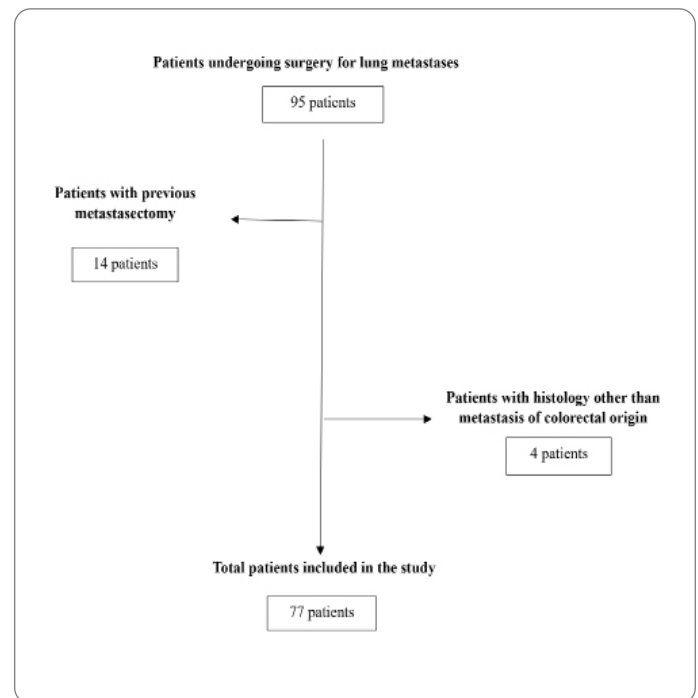 Patients undergoing surgery for lung metastases
95 patients
Patients with previous
metastasectomy
14 patients
Patients with histology other than
metastasis of colorectal origin
4 patients
Total patients included in the study
77 patients